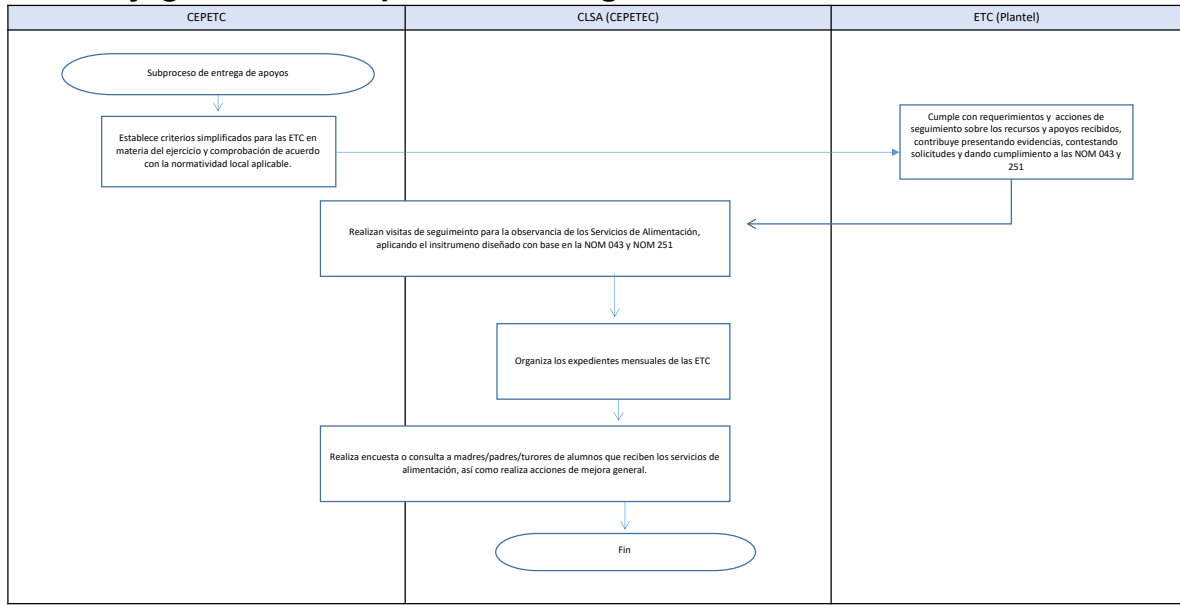 CEPETC
CLSA (CEPETEC)
ETC (Plantel)
Subproceso de entrega de apoyos
Establece criterios simplificados para las ETC en
materia del ejercicio y comprobación de acuerdo
con la normatividad local aplicable.
Cumple con requerimientos y acciones de
seguimiento sobre los recursos y apoyos recibidos,
contribuye presentando evidencias, contestando
solicitudes y dando cumplimiento a las NOM 043 y
251
Realizan visitas de seguimeinto para la observancia de los Servicios de Alimentación,
aplicando el insitrumeno diseñado con base en la NOM 043 y NOM 251
Organiza los expedientes mensuales de las ETC
Realiza encuesta o consulta a madres/padres/turores de alumnos que reciben los servicios de
alimentación, así como realiza acciones de mejora general.
Fin